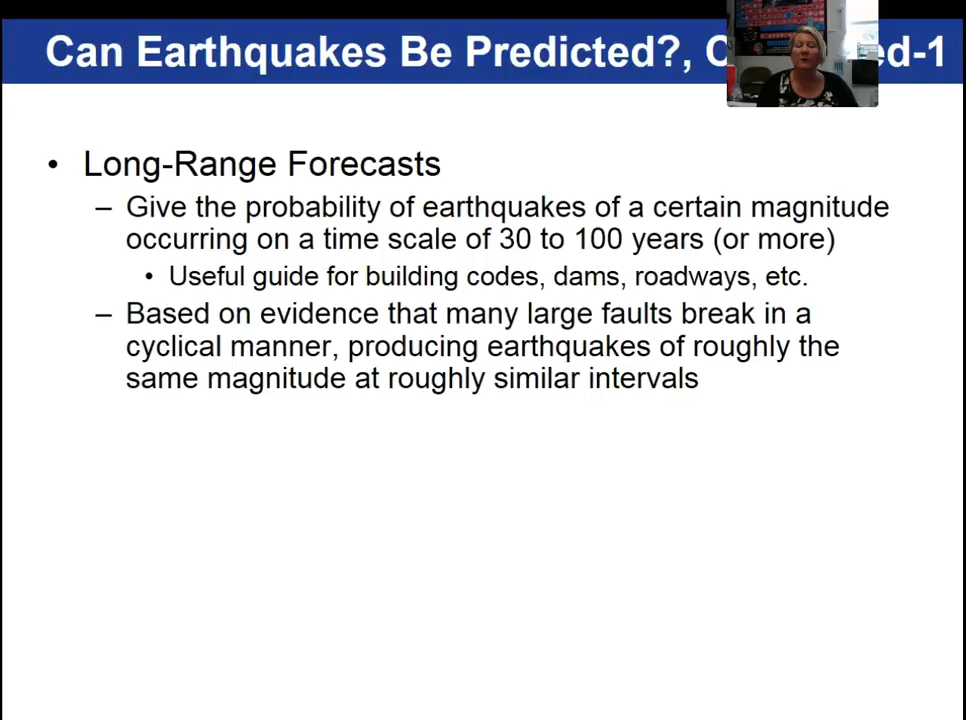 Can Earthquakes Be Predicted?, C ed-1
• Long-Range Forecasts
– Give the probability of earthquakes of a certain magnitude
occurring on a time scale of 30 to 100 years (or more)
• Useful guide for building codes, dams, roadways, etc.
– Based on evidence that many large faults break in a
cyclical manner, producing earthquakes of roughly the
same magnitude at roughly similar intervals